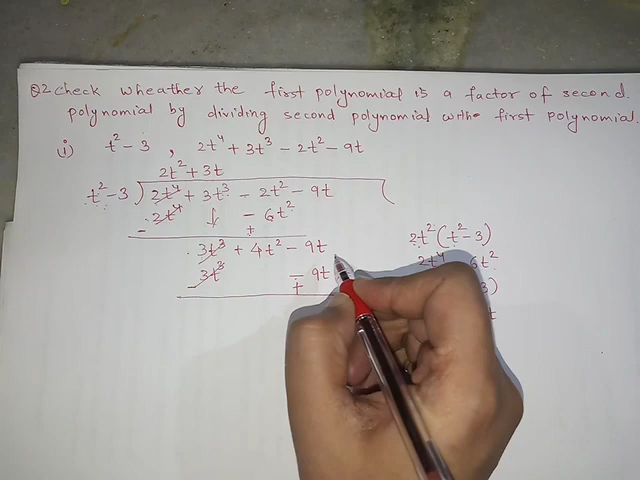 Q2 Check wheather the first polynomial is a factor of second
polynomial by dividing second polynomial withe first polynomial.
i) t² - 3 , 2t⁴ + 3t³ - 2t² - 9t
2t² + 3t
t² - 3 ) 2t⁴ + 3t³ - 2t² - 9t
2t⁴ ↓ - 6t²
- +
3t³ + 4t² - 9t
3t³ - 9t
- +
2t² (t² - 3)
2t⁴ 6t²
3)
t